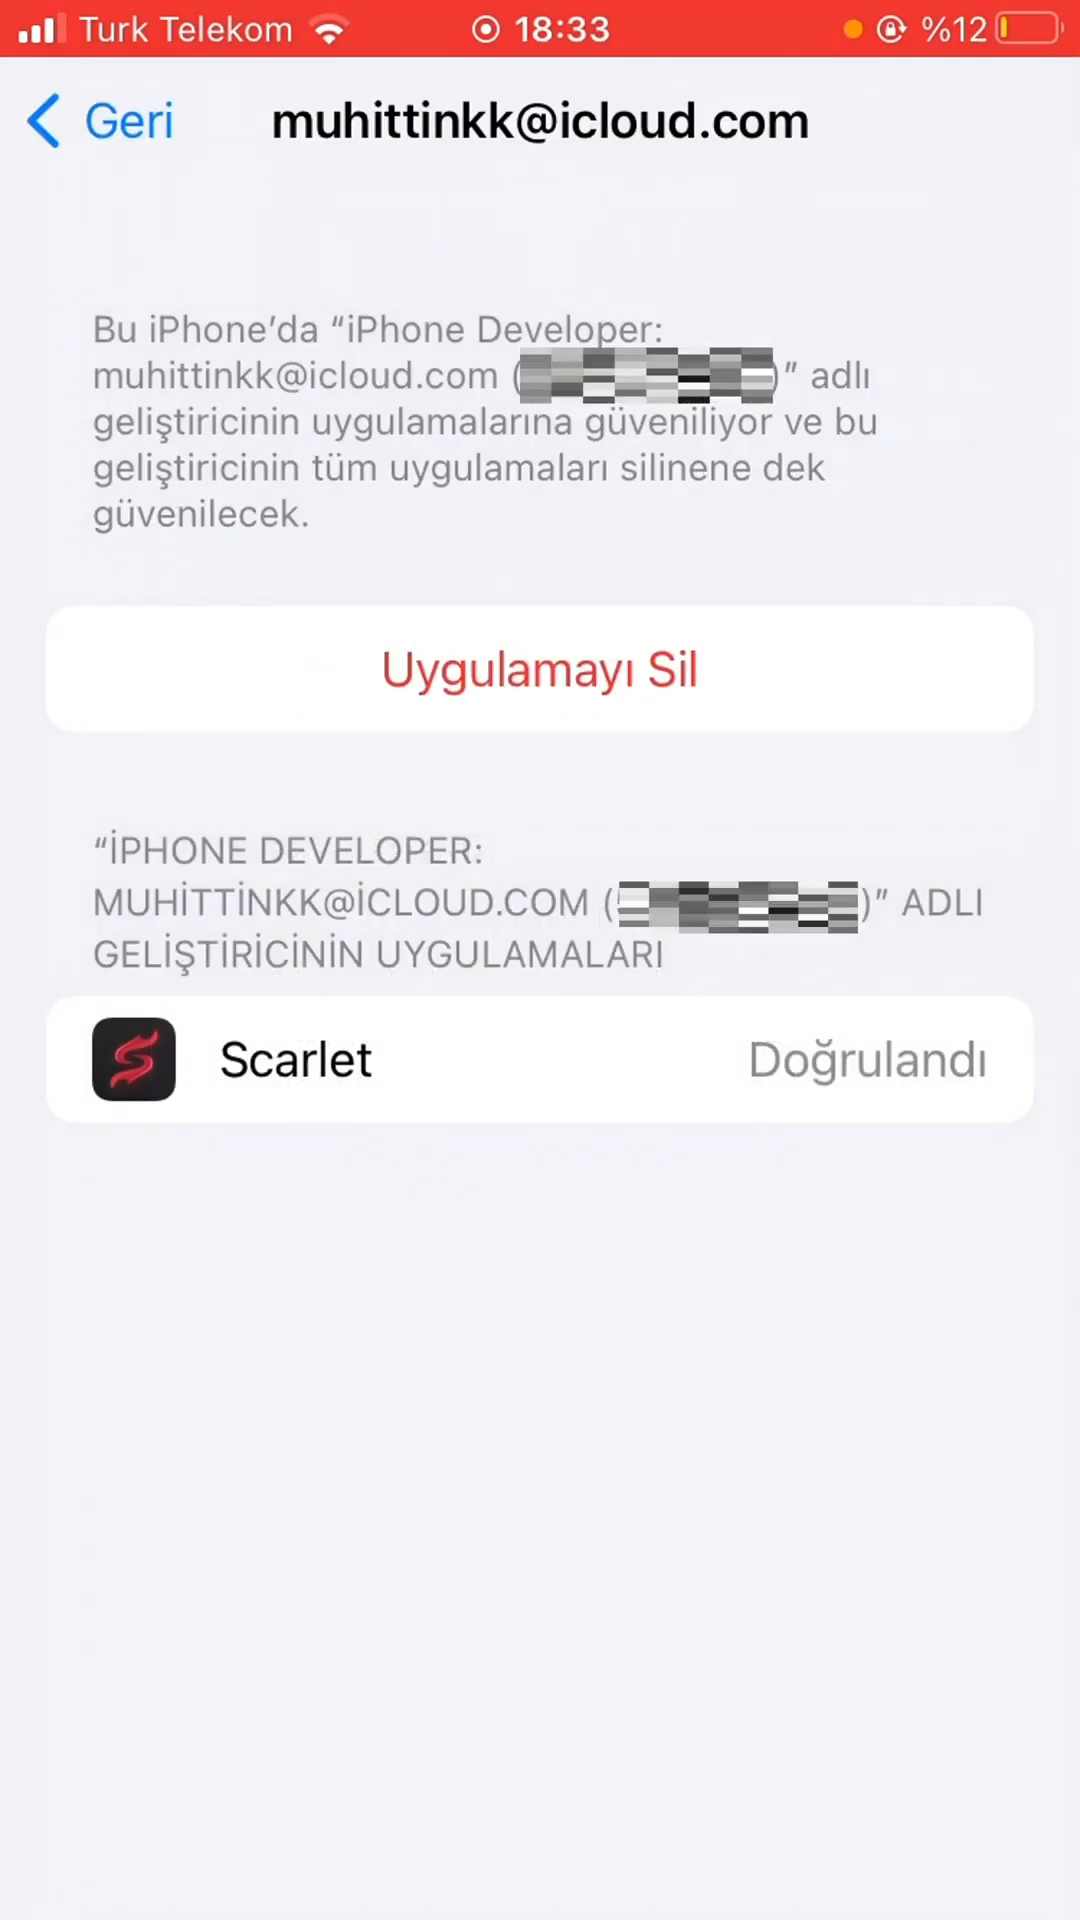 Turk Telekom 18:33 %12
Geri muhittinkk@icloud.com
Bu iPhone’da “iPhone Developer:
muhittinkk@icloud.com ( )” adlı
geliştiricinin uygulamalarına güveniliyor ve bu
geliştiricinin tüm uygulamaları silinene dek
güvenilecek.
Uygulamayı Sil
“İPHONE DEVELOPER:
MUHİTTİNKK@İCLOUD.COM ( )” ADLI
GELİŞTİRİCİNİN UYGULAMALARI
Scarlet Doğrulandı